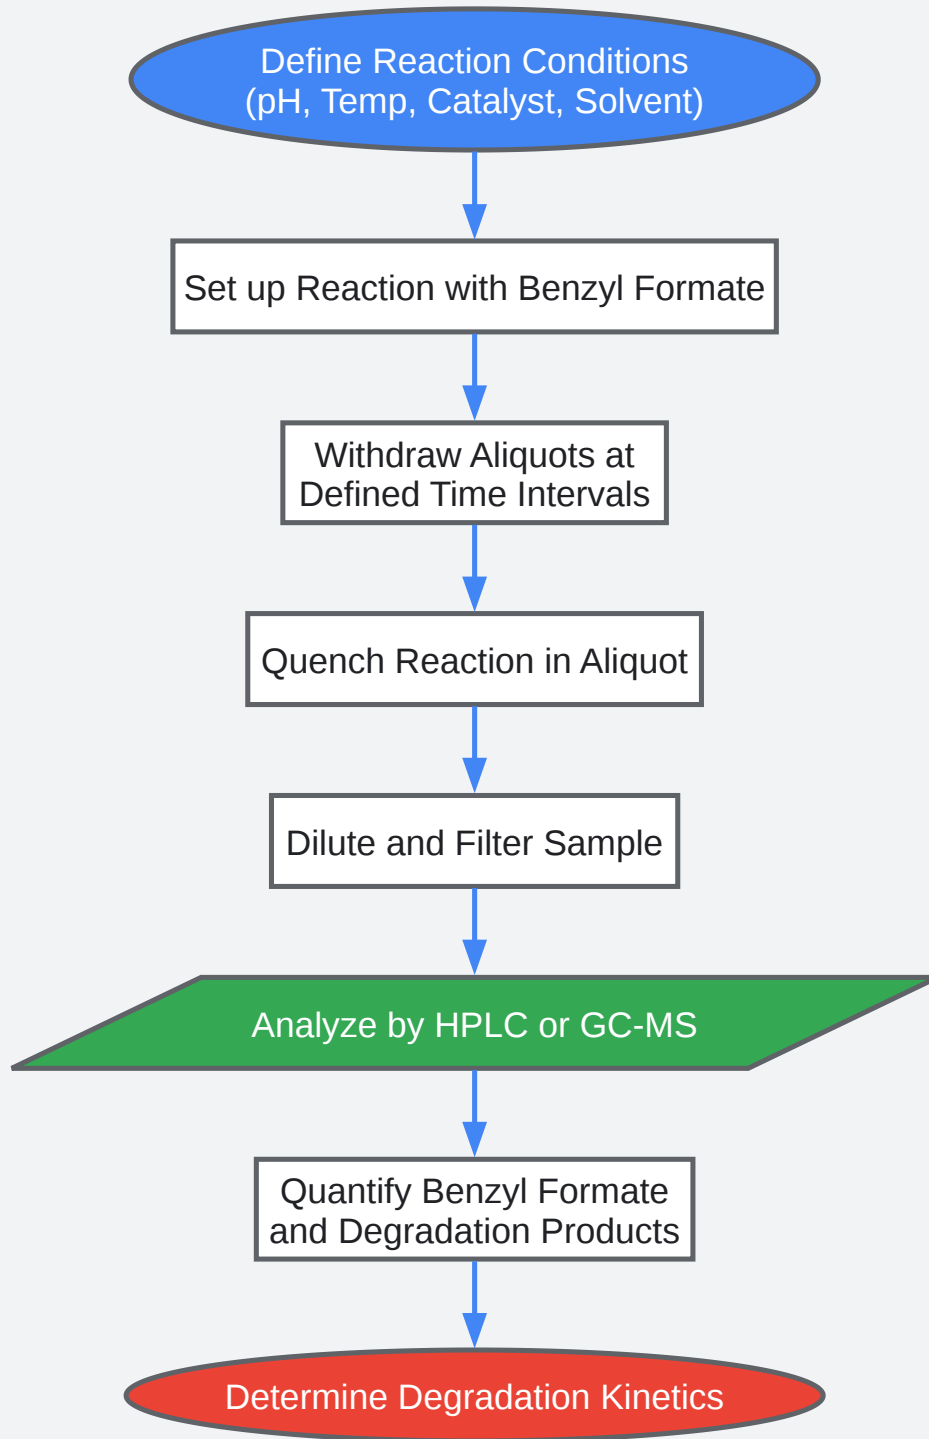 Define Reaction Conditions
(pH, Temp, Catalyst, Solvent)
Set up Reaction with Benzyl Formate
Withdraw Aliquots at
Defined Time Intervals
Quench Reaction in Aliquot
Dilute and Filter Sample
Analyze by HPLC or GC-MS
Quantify Benzyl Formate
and Degradation Products
Determine Degradation Kinetics